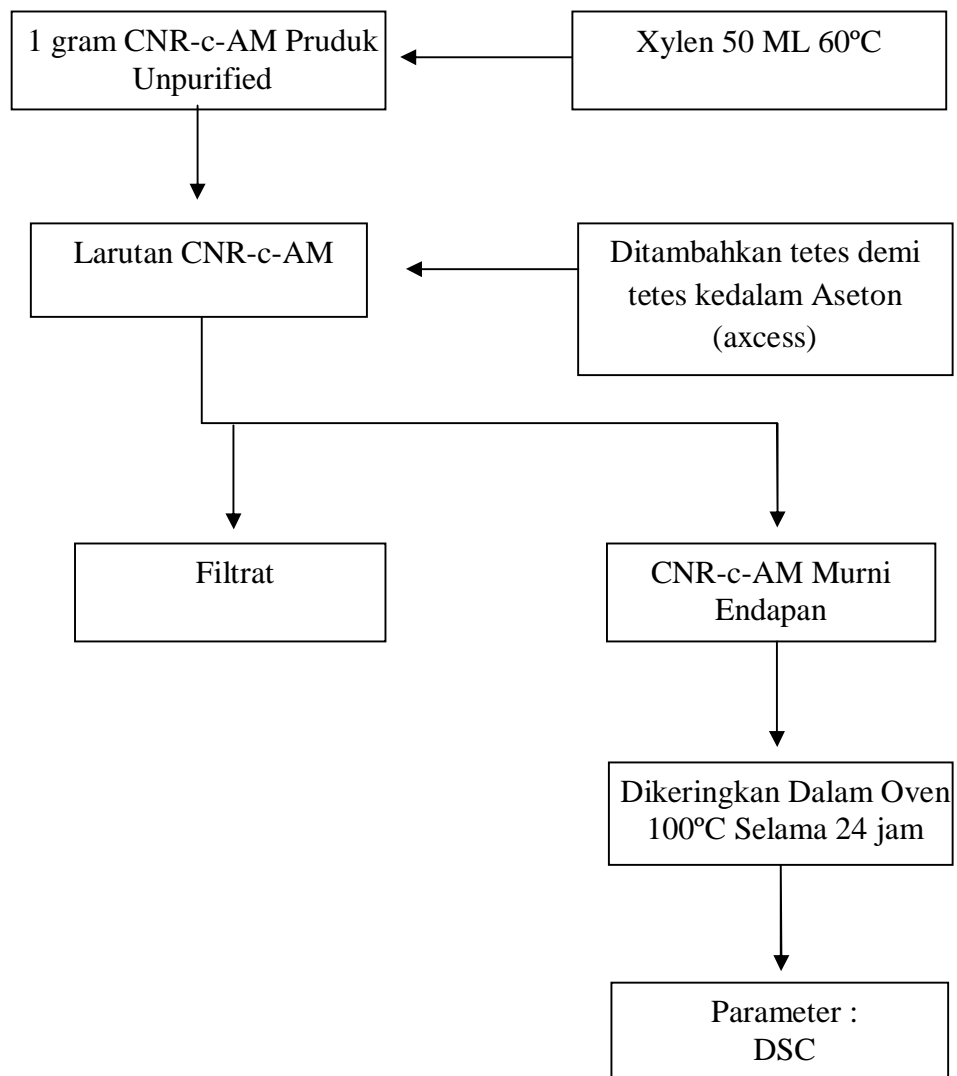 1 gram CNR-c-AM Pruduk
Unpurified
Xylen 50 ML 60ºC
Larutan CNR-c-AM
Ditambahkan tetes demi
tetes kedalam Aseton
(axcess)
Filtrat
CNR-c-AM Murni
Endapan
Dikeringkan Dalam Oven
100ºC Selama 24 jam
Parameter :
DSC